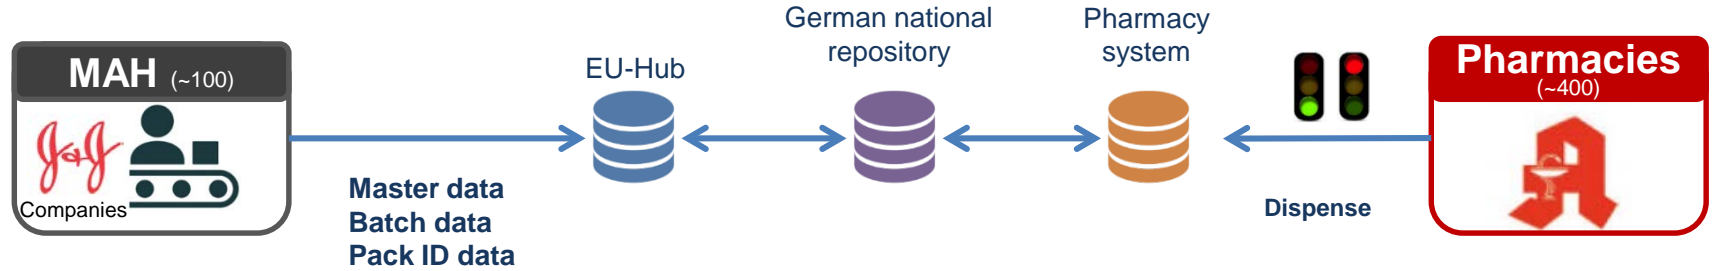 MAH (~100)
J&J
Companies
Master data
Batch data
Pack ID data
EU-Hub
German national
repository
Pharmacy
system
Dispense
Pharmacies
(~400)